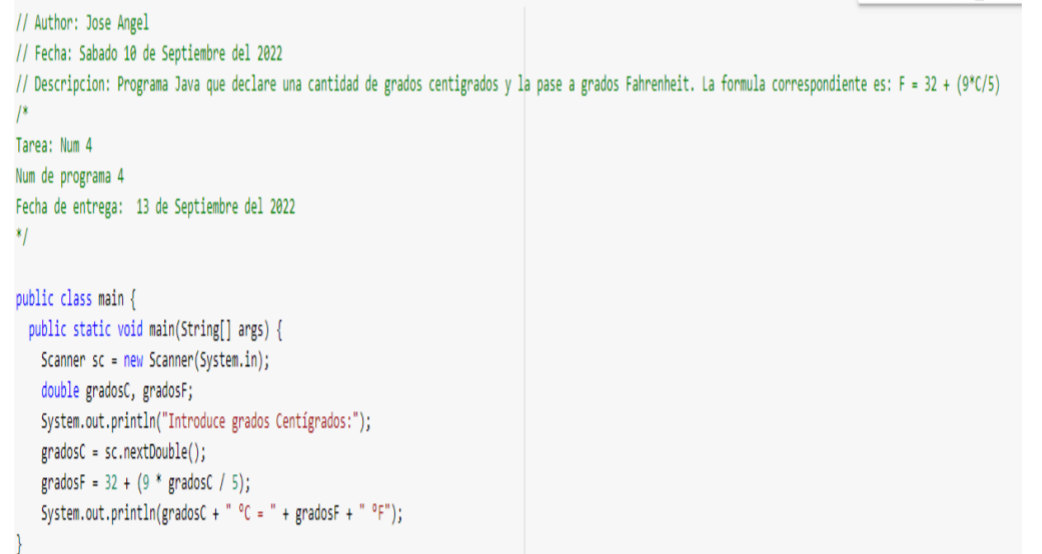 // Author: Jose Angel
// Fecha: Sabado 10 de Septiembre del 2022
// Descripcion: Programa Java que declare una cantidad de grados centigrados y la pase a grados Fahrenheit. La formula correspondiente es: F = 32 + (9*C/5)
/*
Tarea: Num 4
Num de programa 4
Fecha de entrega:  13 de Septiembre del 2022
*/

public class main {
  public static void main(String[] args) {
    Scanner sc = new Scanner(System.in);
    double gradosC, gradosF;
    System.out.println("Introduce grados Centígrados:");
    gradosC = sc.nextDouble();
    gradosF = 32 + (9 * gradosC / 5);
    System.out.println(gradosC + " ºC = " + gradosF + " ºF");
}